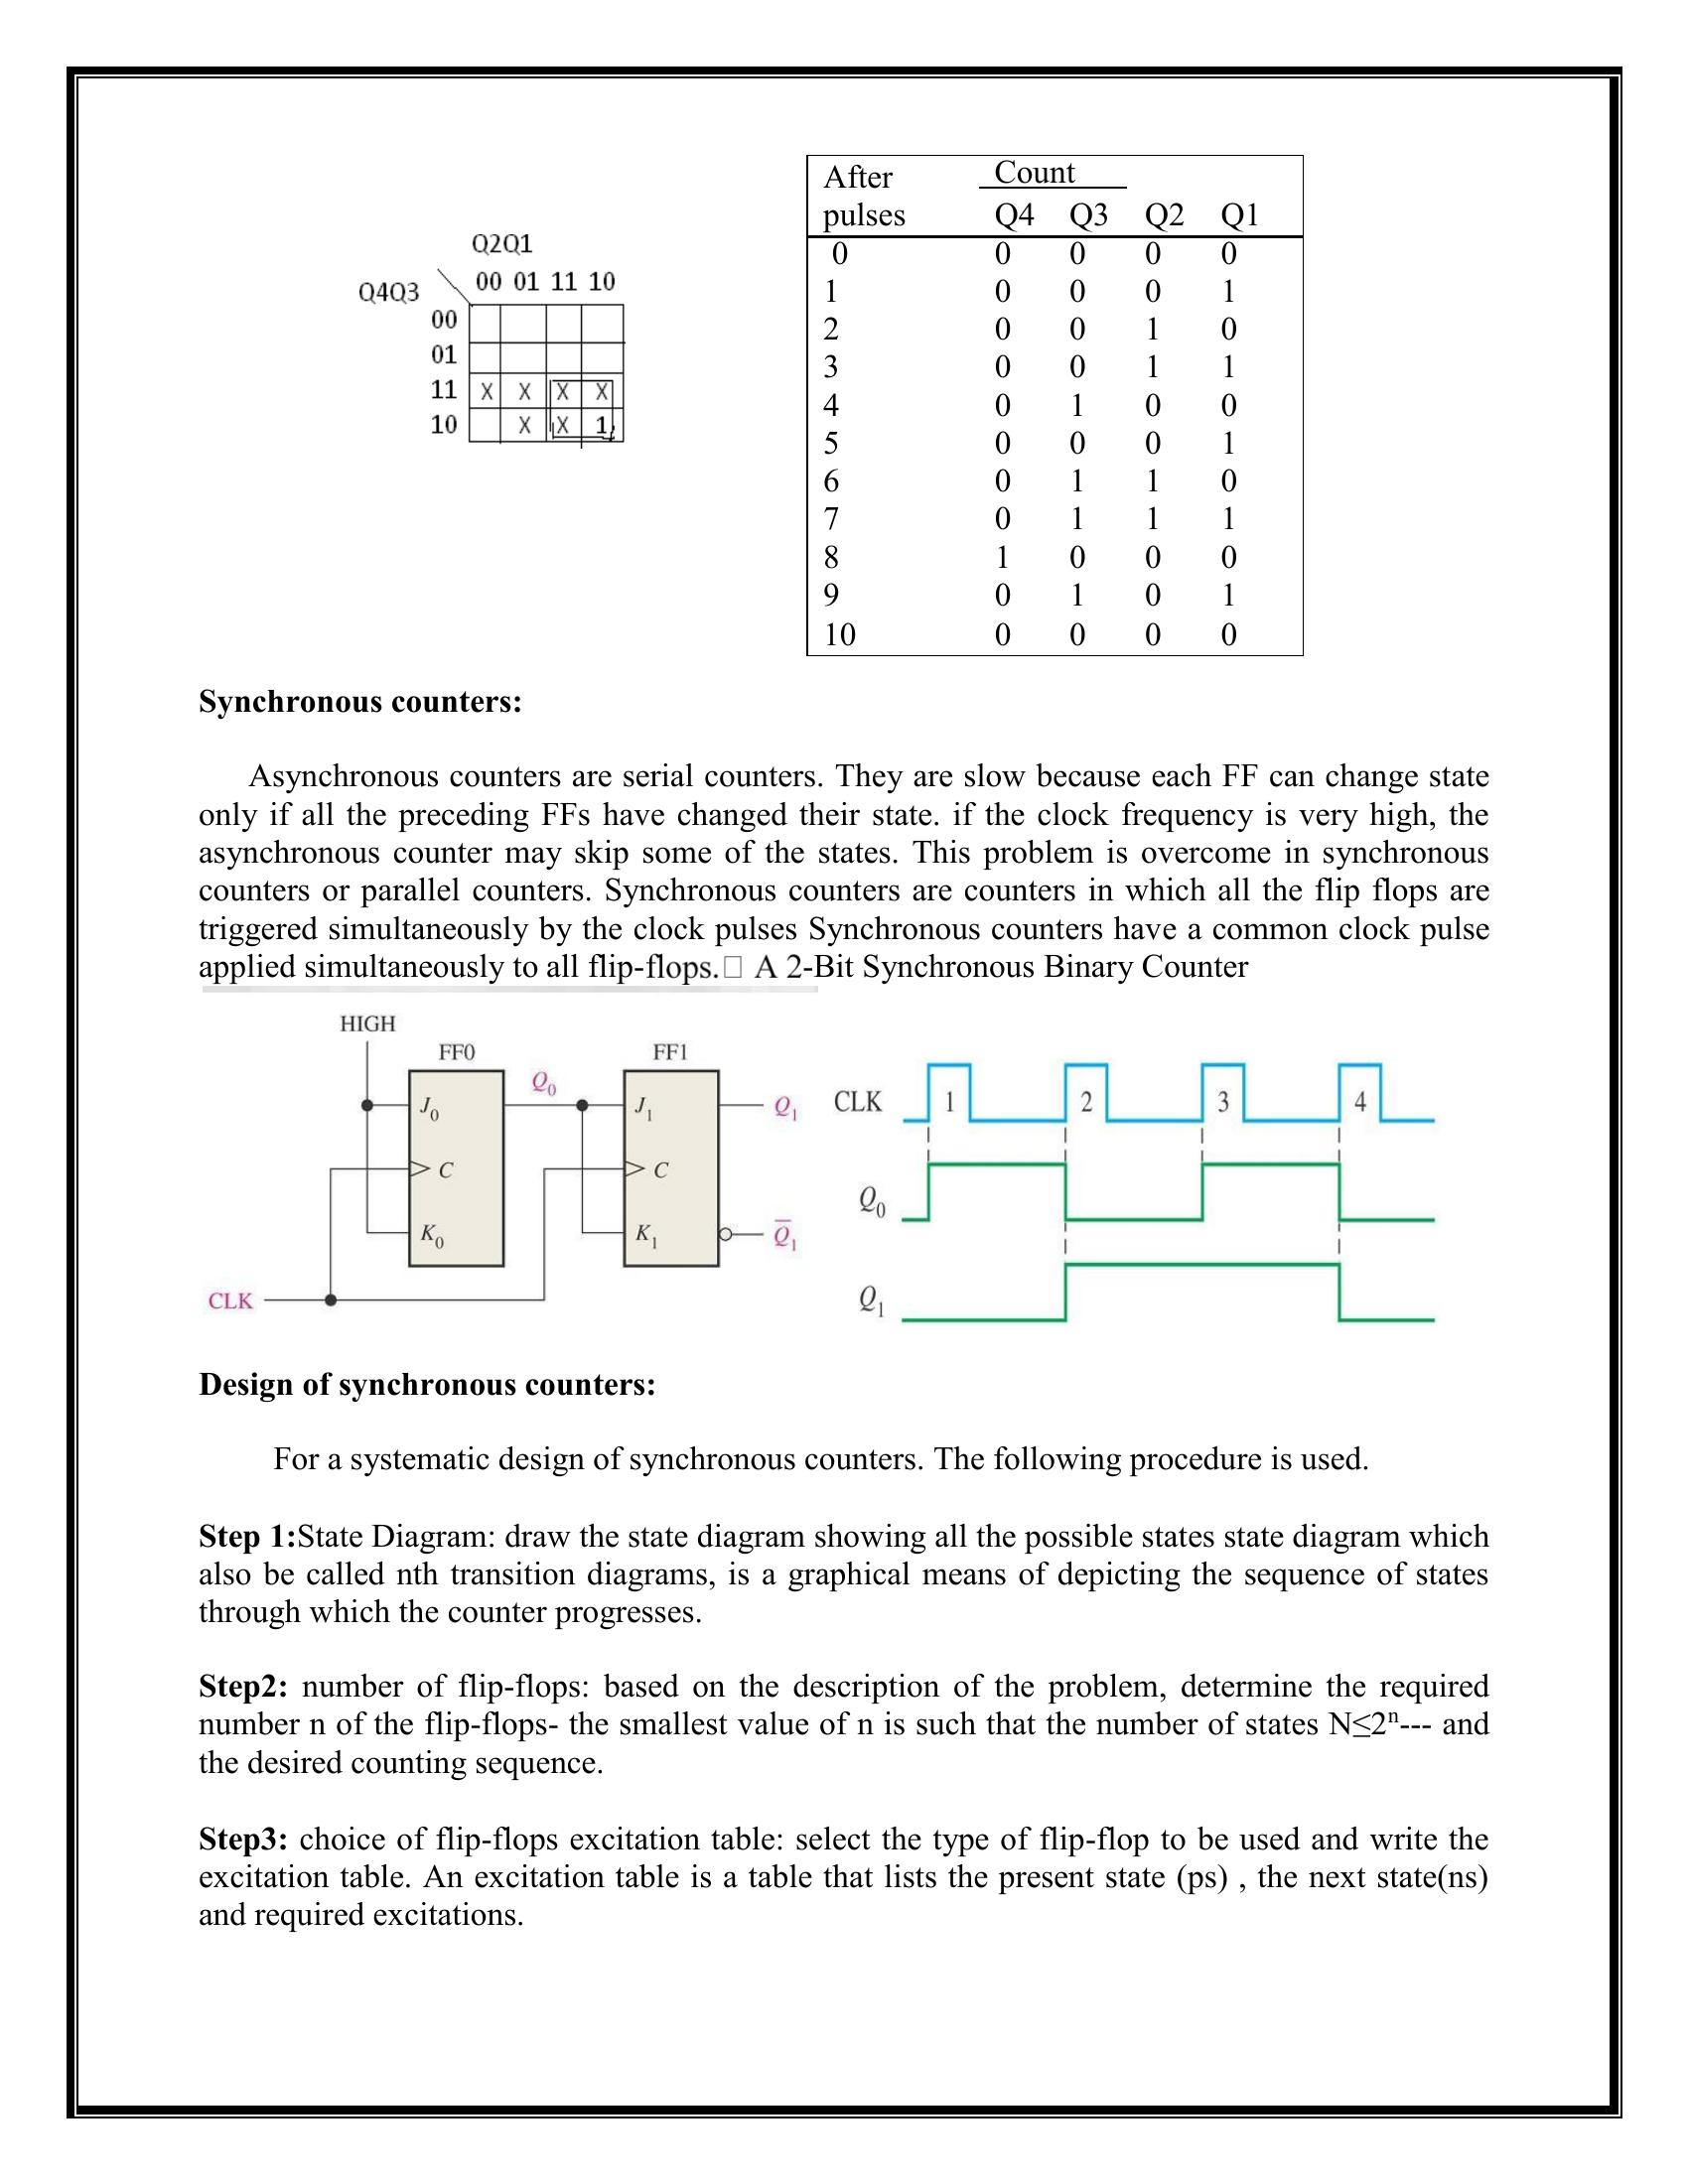 Q2Q1
Q4Q3 00 01 11 10
00
01
11 X X X X
10 X X 1
After Count
pulses Q4 Q3 Q2 Q1
0 0 0 0 0
1 0 0 0 1
2 0 0 1 0
3 0 0 1 1
4 0 1 0 0
5 0 0 0 1
6 0 1 1 0
7 0 1 1 1
8 1 0 0 0
9 0 1 0 1
10 0 0 0 0
Synchronous counters:
Asynchronous counters are serial counters. They are slow because each FF can change state
only if all the preceding FFs have changed their state. if the clock frequency is very high, the
asynchronous counter may skip some of the states. This problem is overcome in synchronous
counters or parallel counters. Synchronous counters are counters in which all the flip flops are
triggered simultaneously by the clock pulses Synchronous counters have a common clock pulse
applied simultaneously to all flip-flops.□ A 2-Bit Synchronous Binary Counter
HIGH
FF0 FF1
Q0
J0 J1 Q1
C C
K0 K1 Q̅1
CLK
CLK 1 2 3 4
Q0
Q1
Design of synchronous counters:
For a systematic design of synchronous counters. The following procedure is used.
Step 1:State Diagram: draw the state diagram showing all the possible states state diagram which
also be called nth transition diagrams, is a graphical means of depicting the sequence of states
through which the counter progresses.
Step2: number of flip-flops: based on the description of the problem, determine the required
number n of the flip-flops- the smallest value of n is such that the number of states N≤2ⁿ--- and
the desired counting sequence.
Step3: choice of flip-flops excitation table: select the type of flip-flop to be used and write the
excitation table. An excitation table is a table that lists the present state (ps) , the next state(ns)
and required excitations.